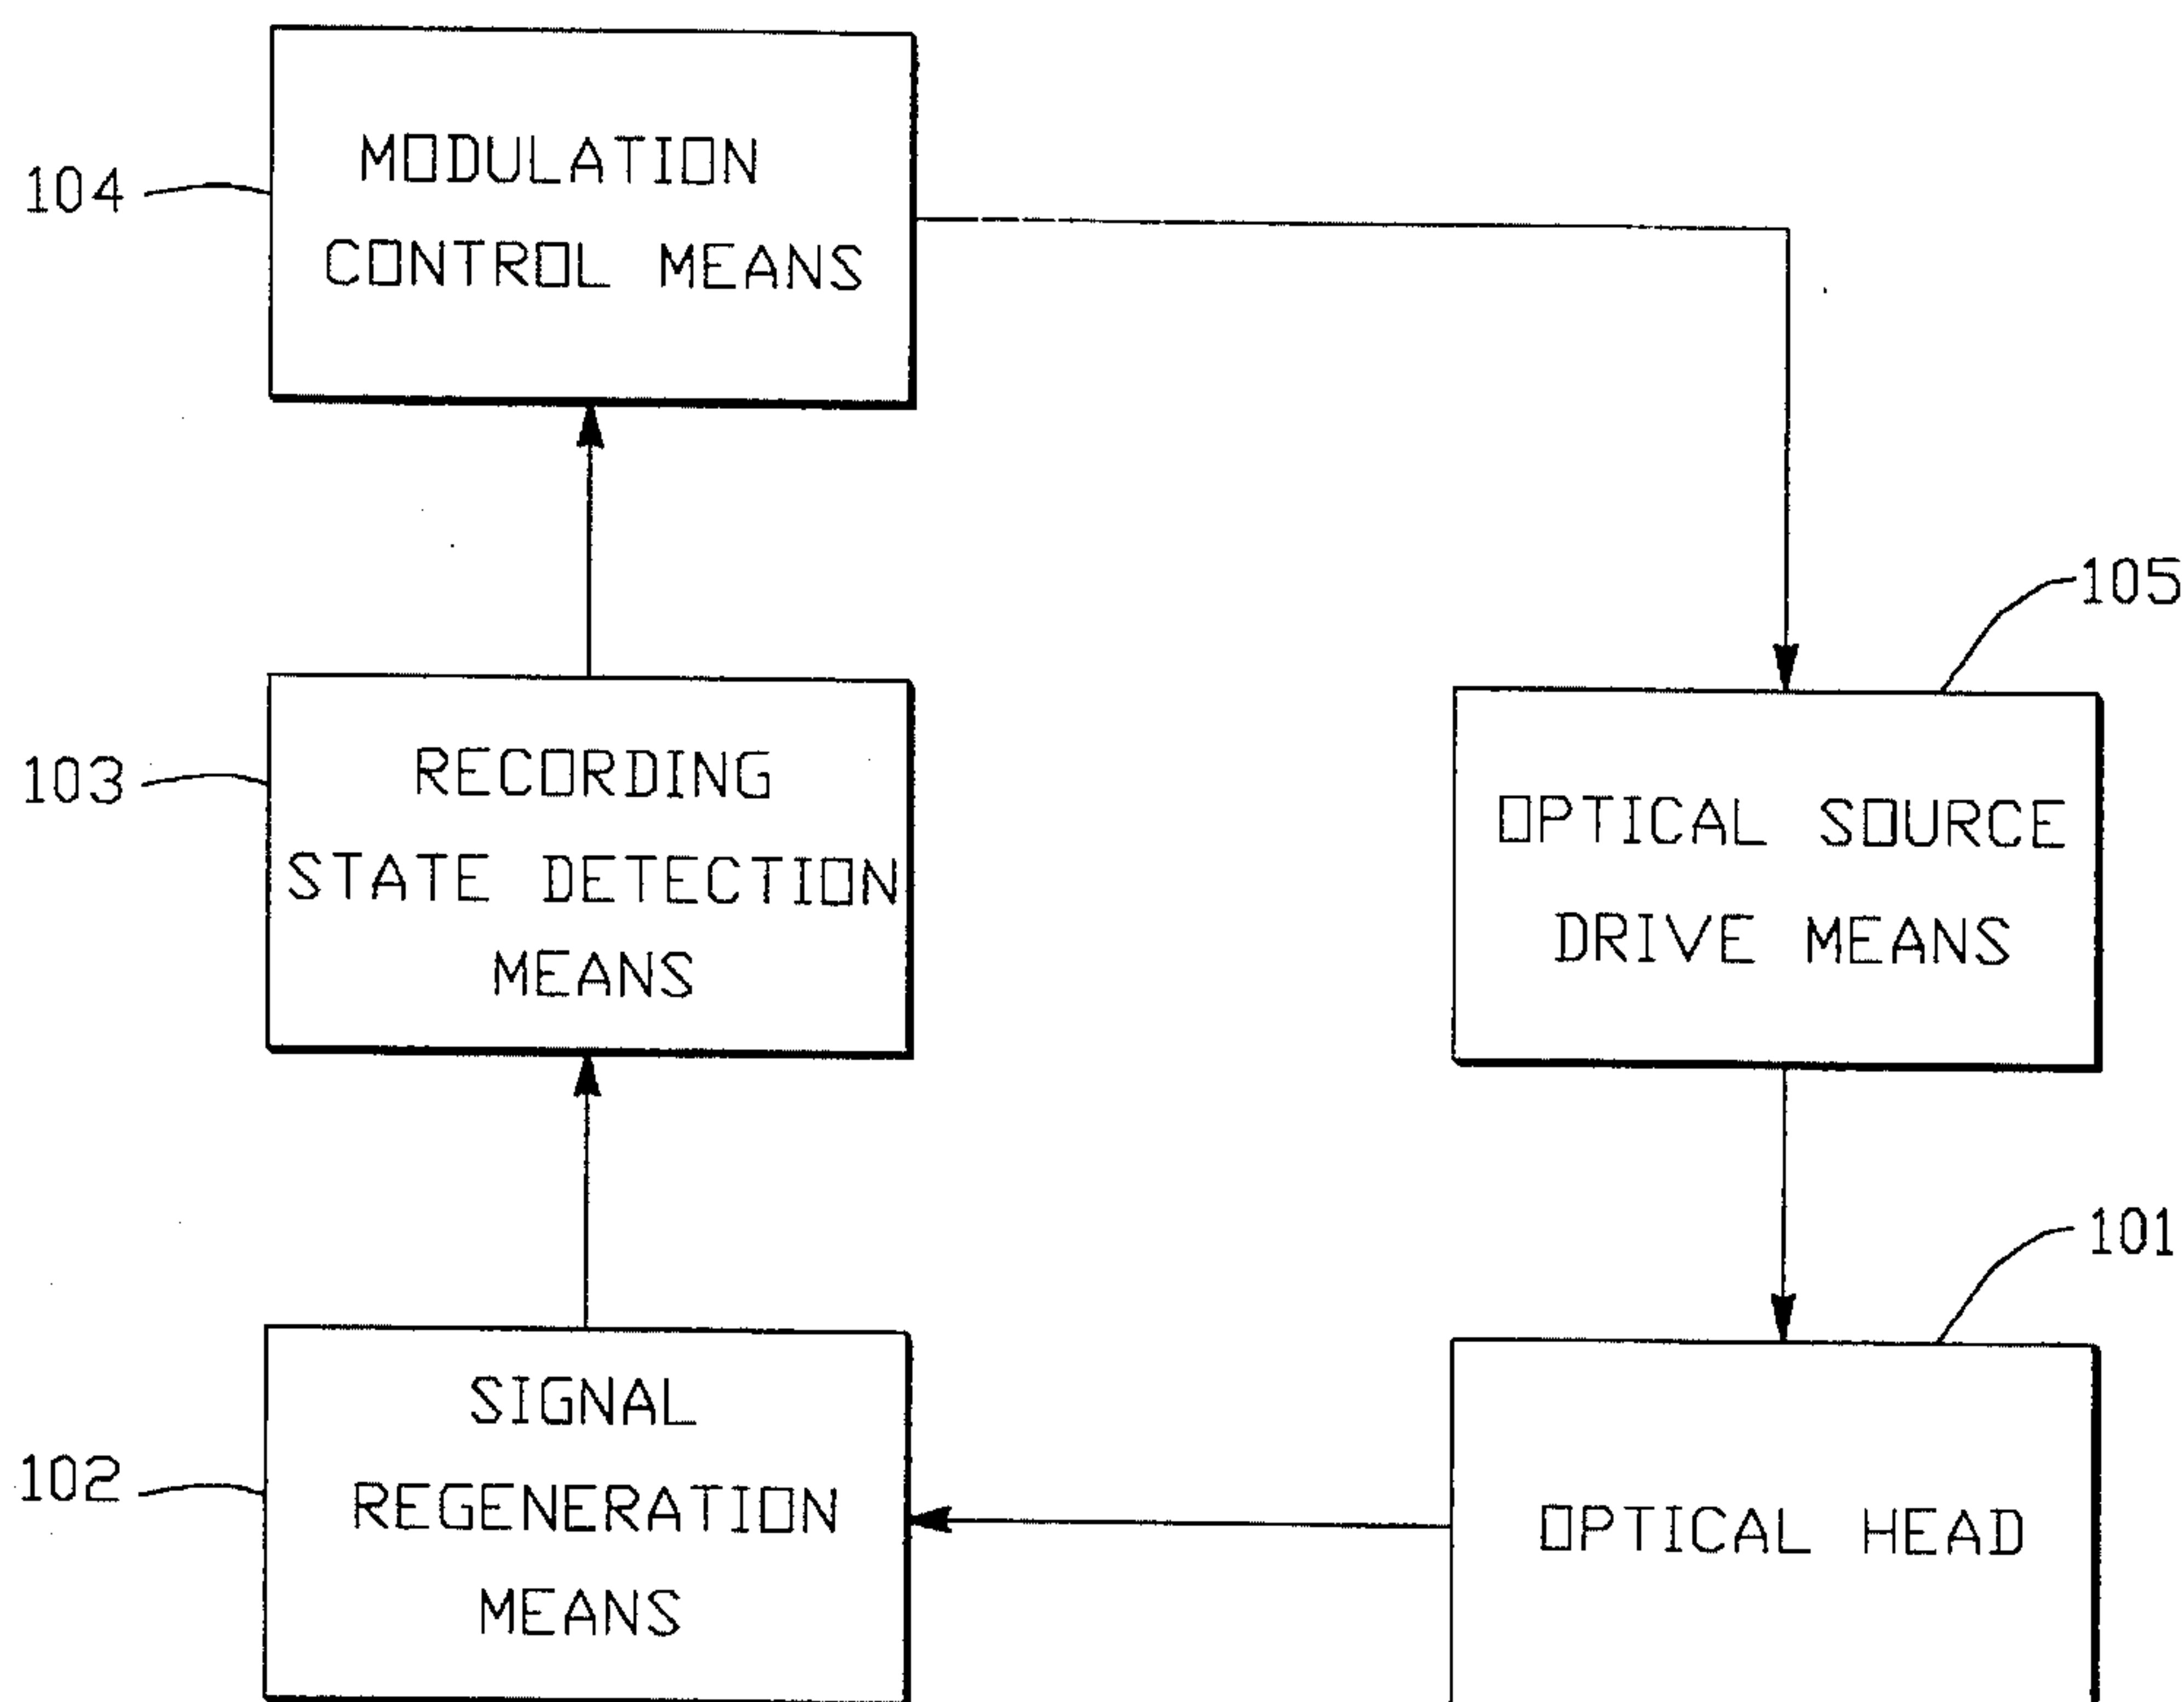 104
MODULATION
CONTROL MEANS
105
103
RECORDING
STATE DETECTION
MEANS
OPTICAL SOURCE
DRIVE MEANS
101
102
SIGNAL
REGENERATION
MEANS
OPTICAL HEAD